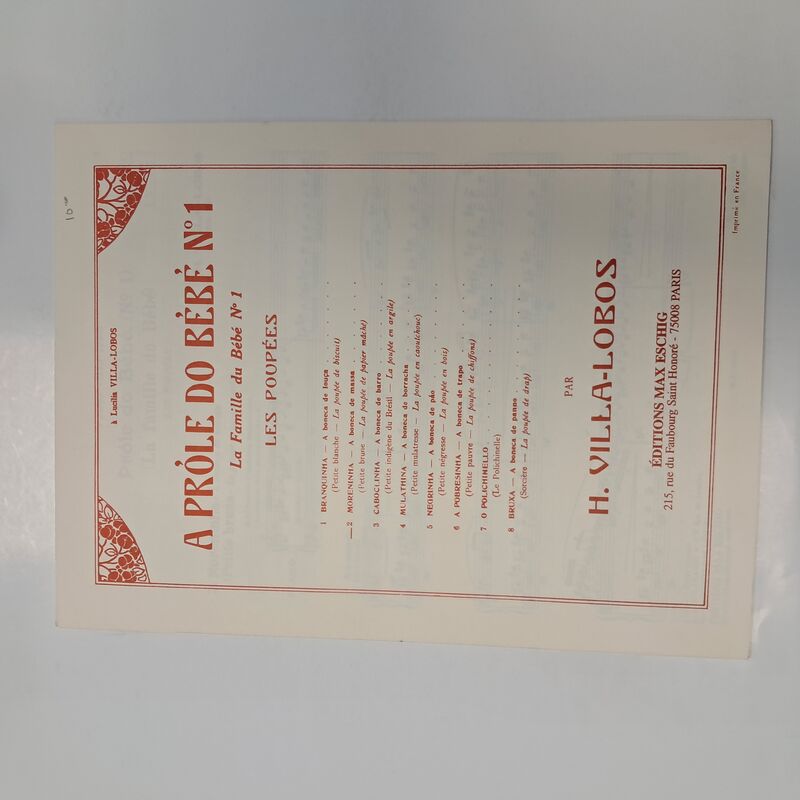 10
à Lucilia VILLA-LOBOS
A PRÓLE DO BÉBÉ Nº 1
La Famille du Bébé Nº 1
LES POUPÉES
1 BRANQUINHA — A boneca de louça . . . . . .
(Petite blanche — La poupée de biscuit)
— 2 MORENINHA — A boneca de massa . . . . . .
(Petite brune — La poupée de papier mâché)
3 CABOCLINHA — A boneca de barro . . . . . .
(Petite indigène du Brésil — La poupée en argile)
4 MULATINHA — A boneca de borracha . . . . .
(Petite mulatresse — La poupée en caoutchouc)
5 NEGRINHA — A boneca de páo . . . . . .
(Petite négresse — La poupée en bois)
6 A POBRESINHA — A boneca de trapo . . . . . .
(Petite pauvre — La poupée de chiffons)
7 O POLICHINELLO . . . . . . . . . .
(Le Polichinelle)
8 BRUXA — A boneca de panno . . . . . . .
(Sorcière — La poupée de drap)
PAR
H. VILLA-LOBOS
ÉDITIONS MAX ESCHIG
215, rue du Faubourg Saint Honoré - 75008 PARIS
Imprimé en France